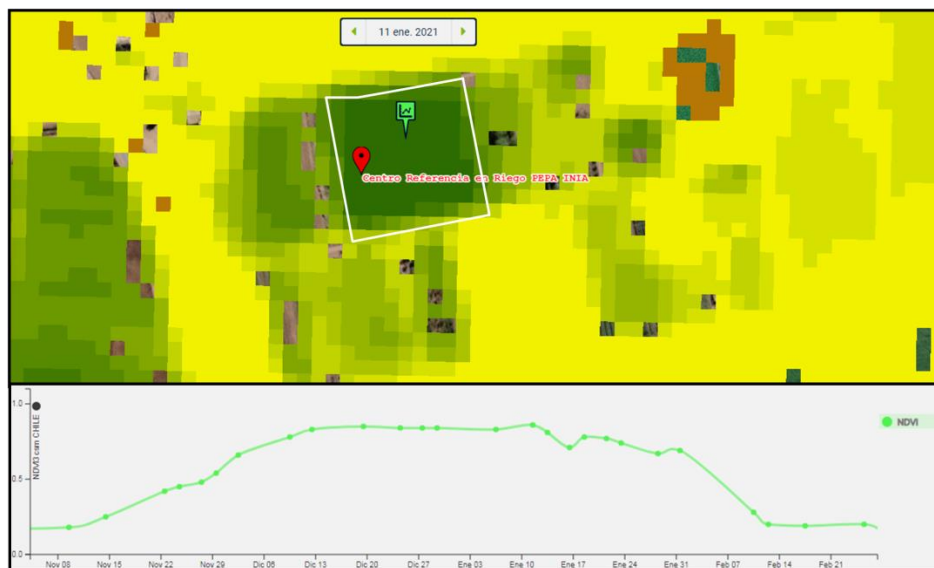 11 ene. 2021
Centro Referencia en Riego PEPA INIA
1.0
NDVI3 com CHILE
0.5
0.0
NDVI
Nov 08 Nov 15 Nov 22 Nov 29 Dic 06 Dic 13 Dic 20 Dic 27 Ene 03 Ene 10 Ene 17 Ene 24 Ene 31 Feb 07 Feb 14 Feb 21